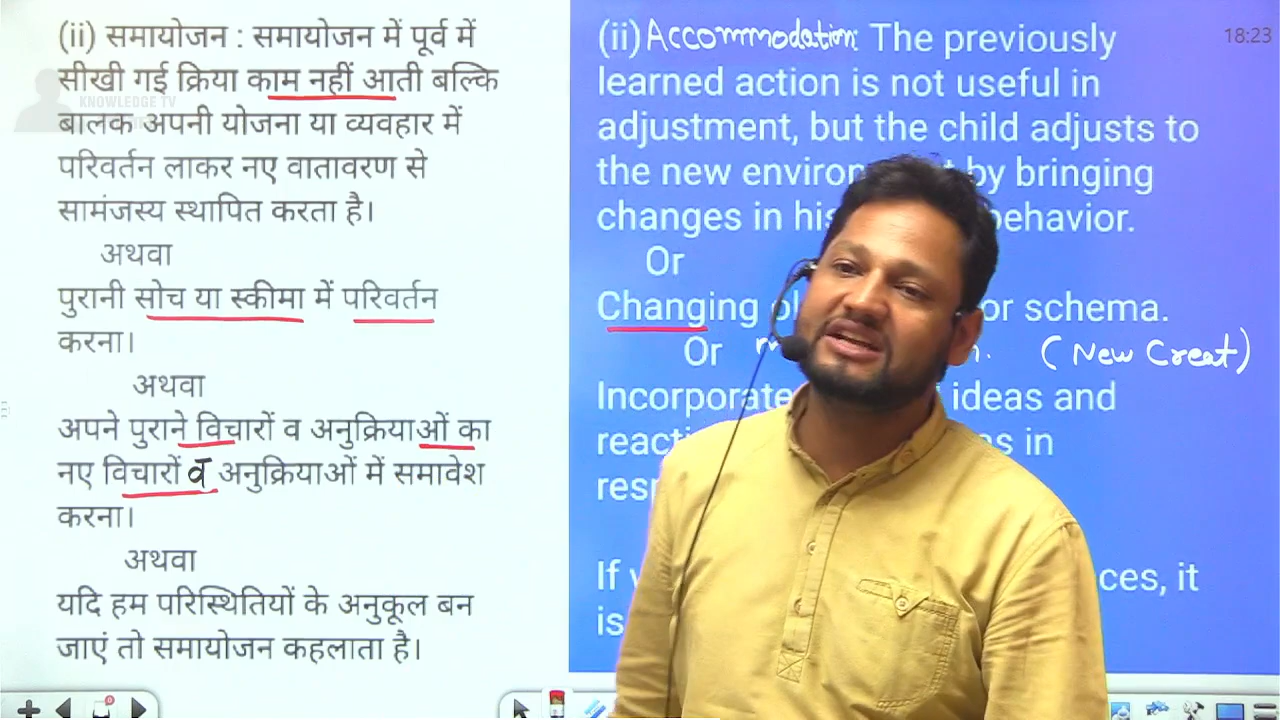 (ii) समायोजन : समायोजन में पूर्व में
सीखी गई क्रिया काम नहीं आती बल्कि
बालक अपनी योजना या व्यवहार में
परिवर्तन लाकर नए वातावरण से
सामंजस्य स्थापित करता है।
अथवा
पुरानी सोच या स्कीमा में परिवर्तन
करना।
अथवा
अपने पुराने विचारों व अनुक्रियाओं का
नए विचारों व अनुक्रियाओं में समावेश
करना।
अथवा
यदि हम परिस्थितियों के अनुकूल बन
जाएं तो समायोजन कहलाता है।
KNOWLEDGE TV
(ii) Accommodation: The previously
learned action is not useful in
adjustment, but the child adjusts to
the new by bringing
changes in his behavior.
Or
Changing or schema.
Or (New Creat)
Incorporate ideas and
in
If it
is
18:23